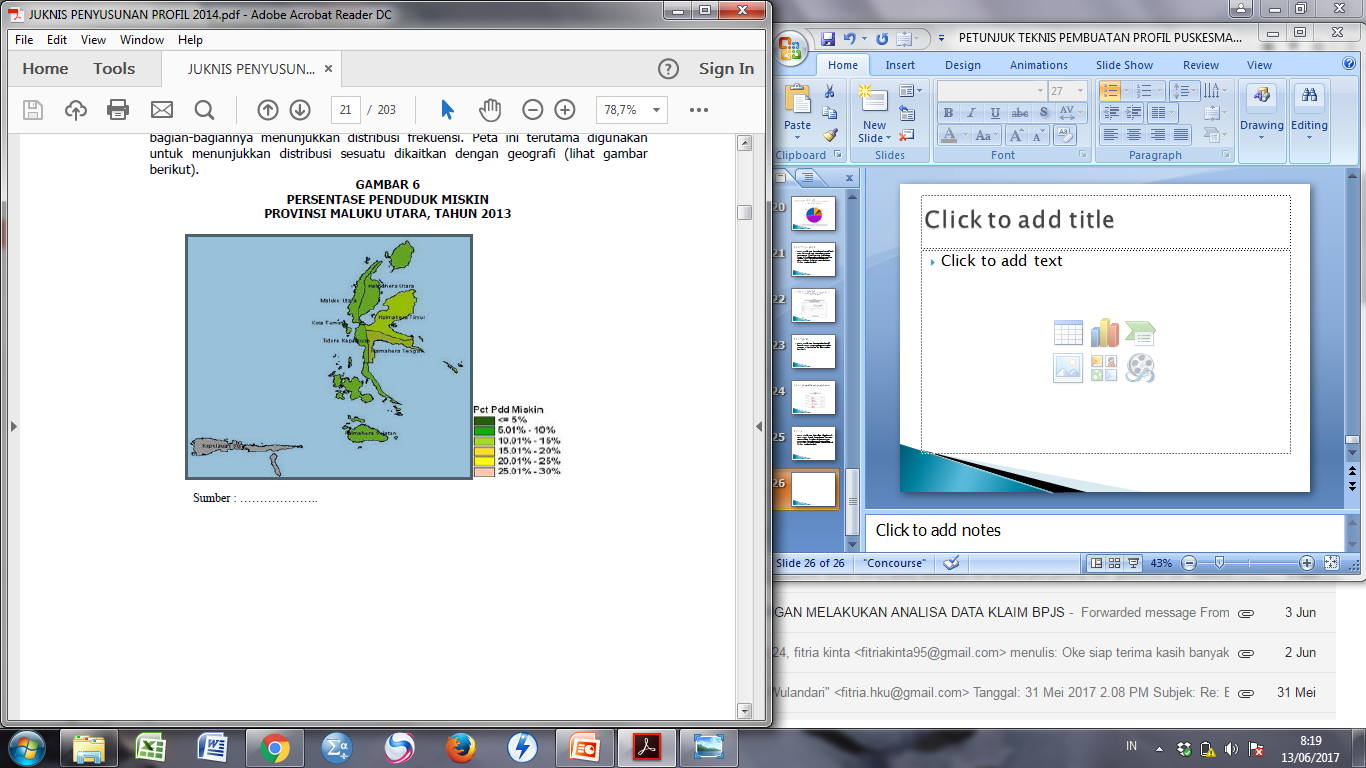 JUKNIS PENYUSUNAN PROFIL 2014.pdf - Adobe Acrobat Reader DC
File Edit View Window Help
Home Tools JUKNIS PENYUSUN... × Sign In
21 / 203 78,7%
bagian-bagiannya menunjukkan distribusi frekuensi. Peta ini terutama digunakan
untuk menunjukkan distribusi sesuatu dikaitkan dengan geografi (lihat gambar
berikut).
GAMBAR 6
PERSENTASE PENDUDUK MISKIN
PROVINSI MALUKU UTARA, TAHUN 2013
Halmahera Utara
Maluku Utara
Halmahera Timur
Kota
Tidore
Halmahera Tengah
Halmahera Selatan
Pct Pdd Miskin
<= 5%
5.01% - 10%
10.01% - 15%
15.01% - 20%
20.01% - 25%
25.01% - 30%
Sumber : ………………..
PETUNJUK TEKNIS PEMBUATAN PROFIL PUSKESMA...
Home Insert Design Animations Slide Show Review View
27
Paste New Slide Drawing Editing
Clipboard Slides Font Paragraph
20
21
22
23
24
25
26
Click to add title
Click to add text
Click to add notes
Slide 26 of 26 "Concourse" 43%
GAN MELAKUKAN ANALISA DATA KLAIM BPJS - Forwarded message From 3 Jun
24, fitria kinta <fitriakinta95@gmail.com> menulis: Oke siap terima kasih banyak 2 Jun
Wulandari" <fitria.hku@gmail.com> Tanggal: 31 Mei 2017 2.08 PM Subjek: Re: 31 Mei
IN 8:19
13/06/2017